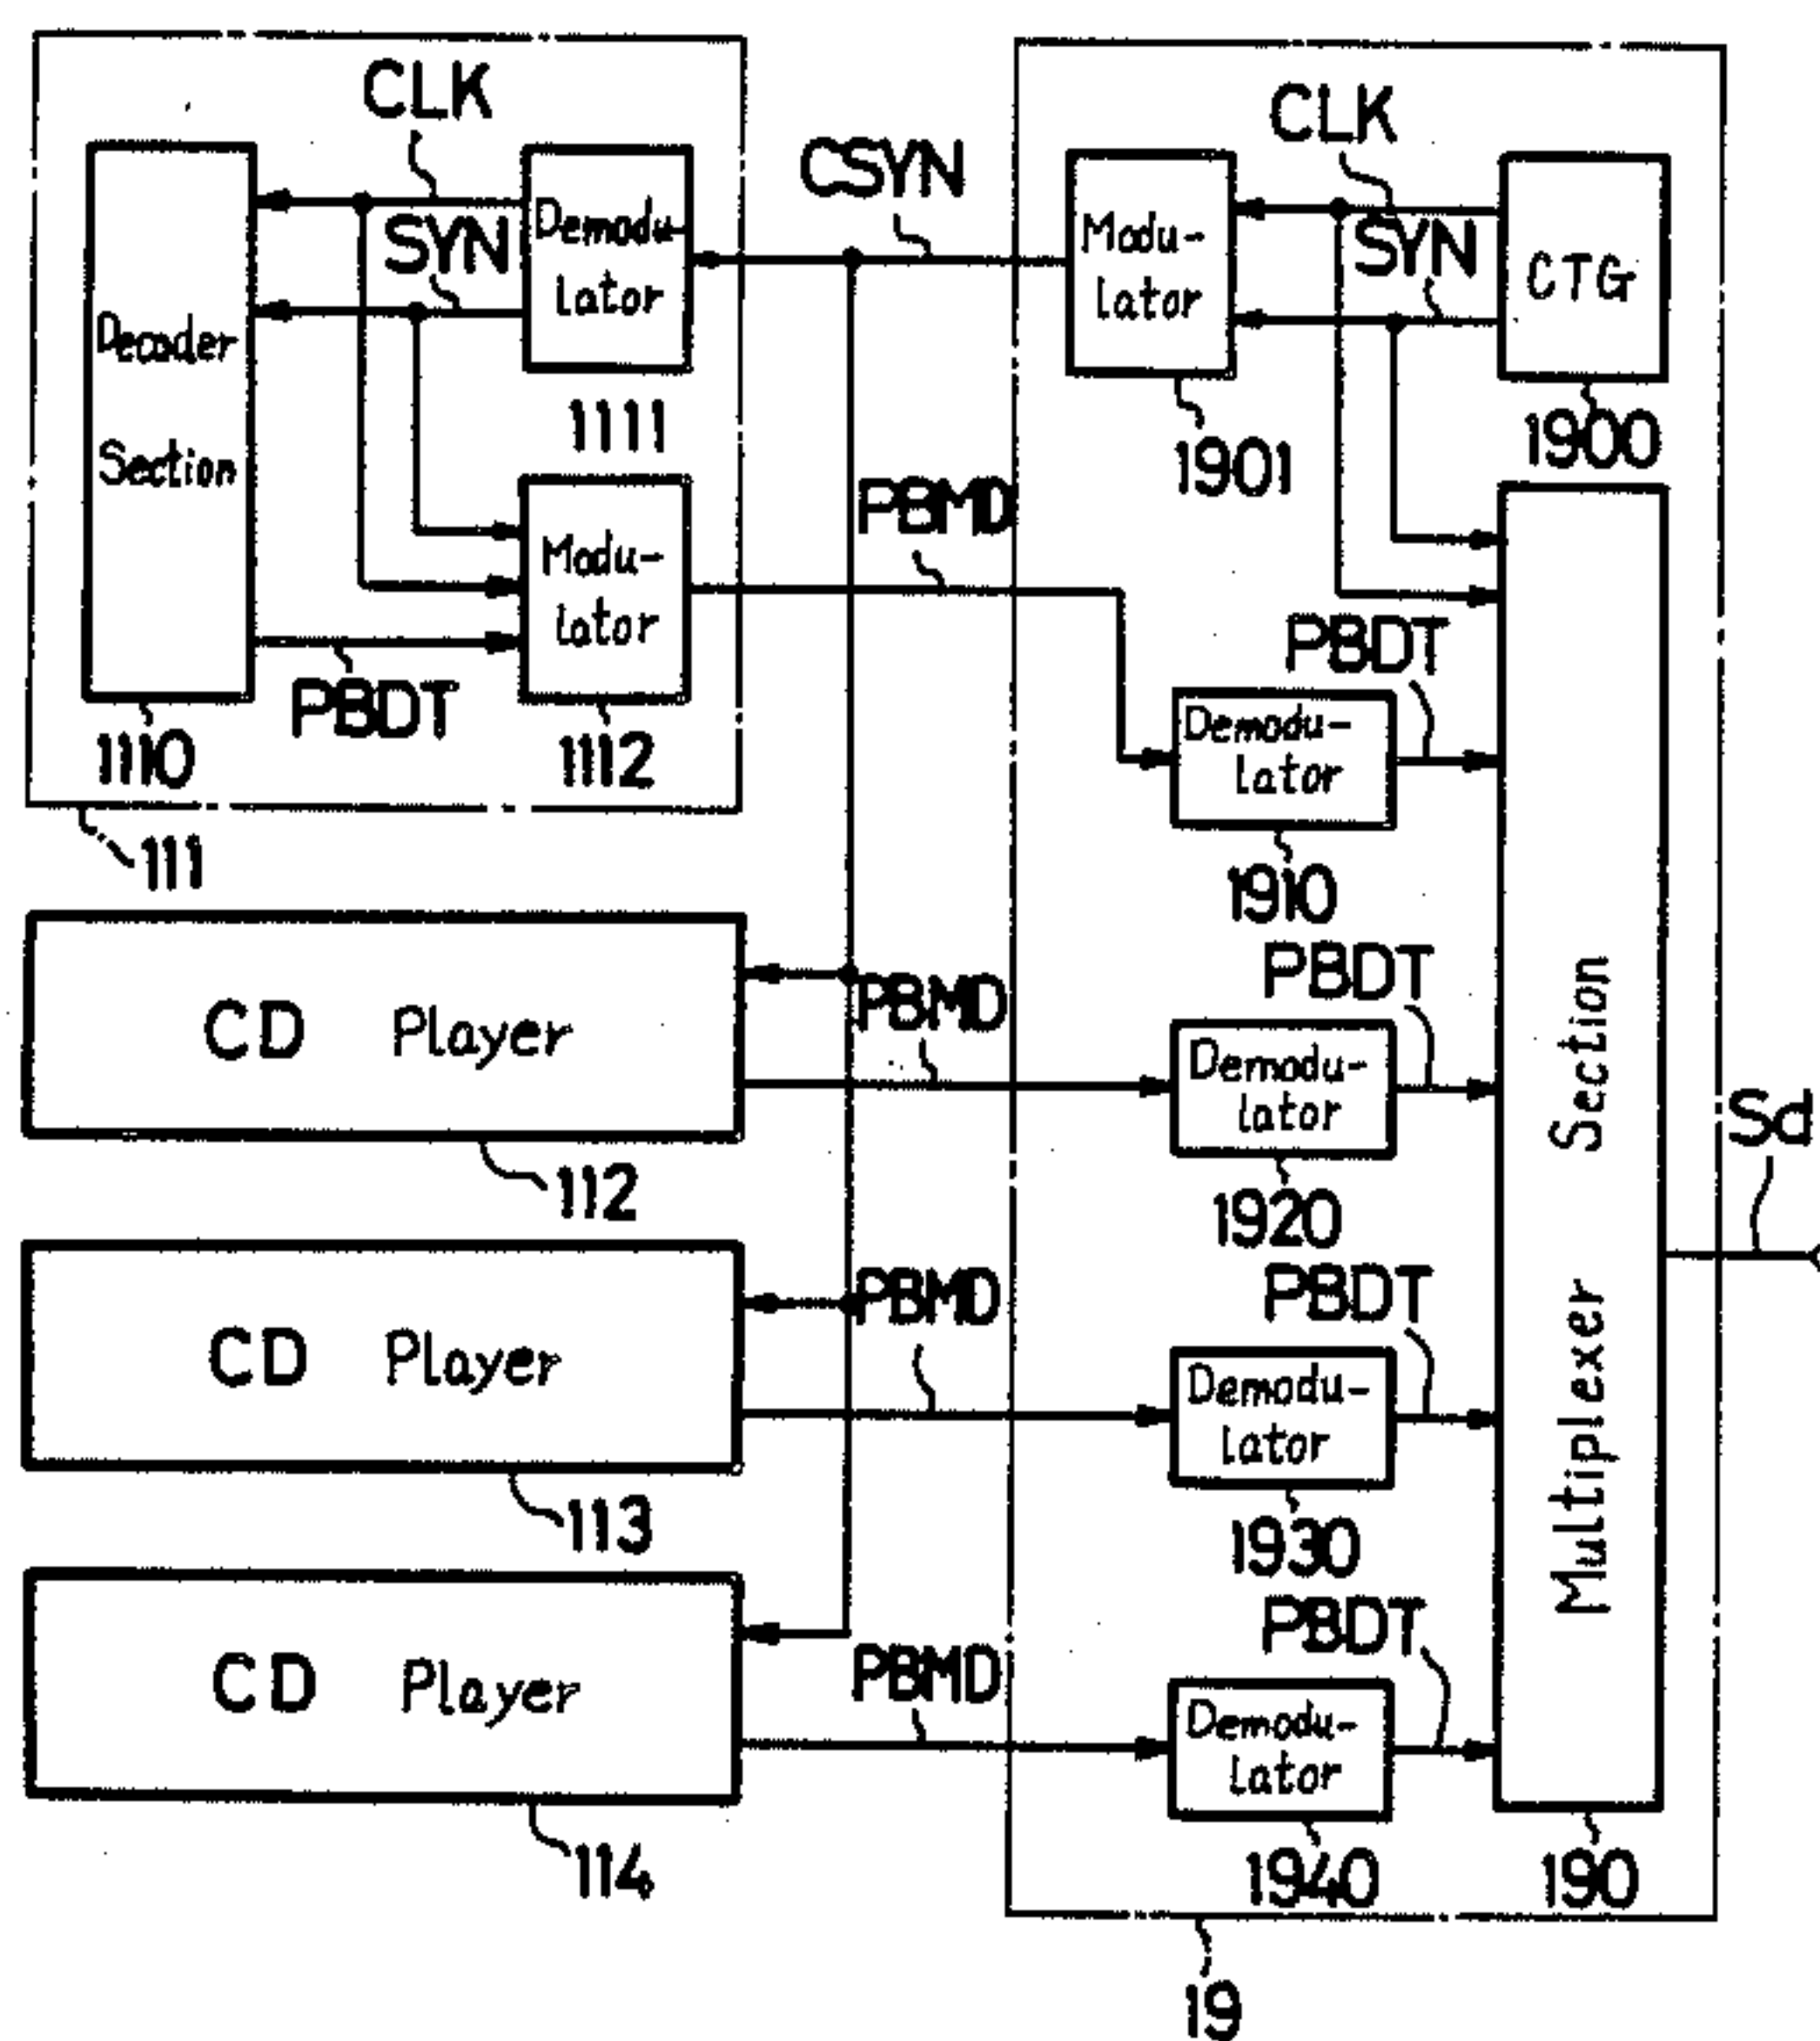 CLK
CLK
CSYN
Demodu-
lator
SYN
Modu-
lator
SYN
CTG
Decoder
Section
1111
1901
1900
PBMD
Modu-
lator
PBDT
PBDT
Demodu-
lator
1110
1112
111
1910
PBDT
CD Player
PBMD
Demodu-
lator
Sd
112
1920
PBMD
PBDT
CD Player
Demodu-
lator
Multiplexer Section
113
1930
PBDT
CD Player
PBMD
Demodu-
lator
114
1940
190
19